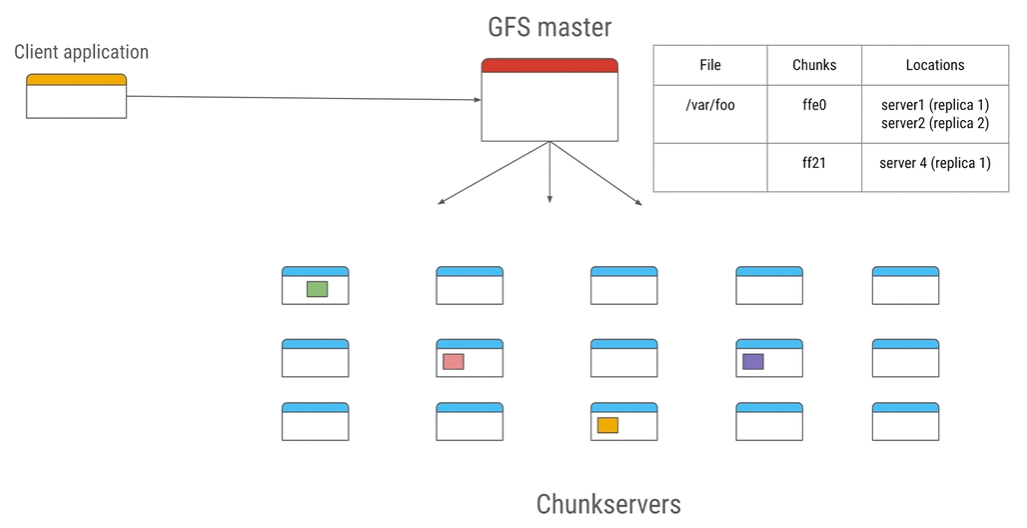 GFS master
Client application
File
Chunks
Locations
/var/foo
ffe0
server1 (replica 1)
server2 (replica 2)
ff21
server 4 (replica 1)
Chunkservers